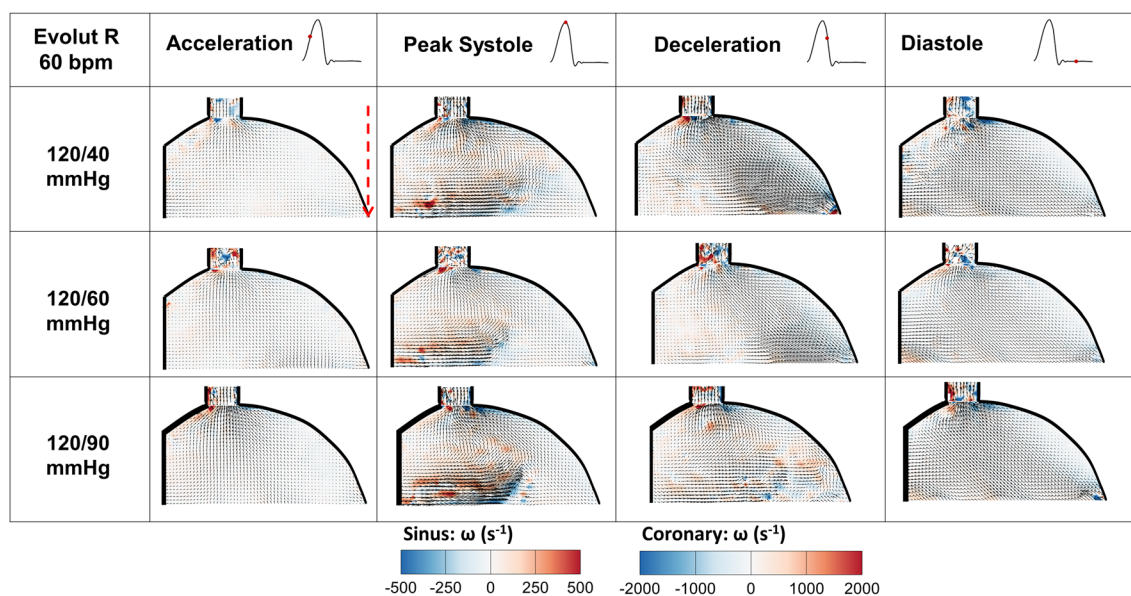 Evolut R
60 bpm
Acceleration
Peak Systole
Deceleration
Diastole
120/40
mmHg
120/60
mmHg
120/90
mmHg
Sinus: ω (s-1)
-500 -250 0 250 500
Coronary: ω (s-1)
-2000 -1000 0 1000 2000